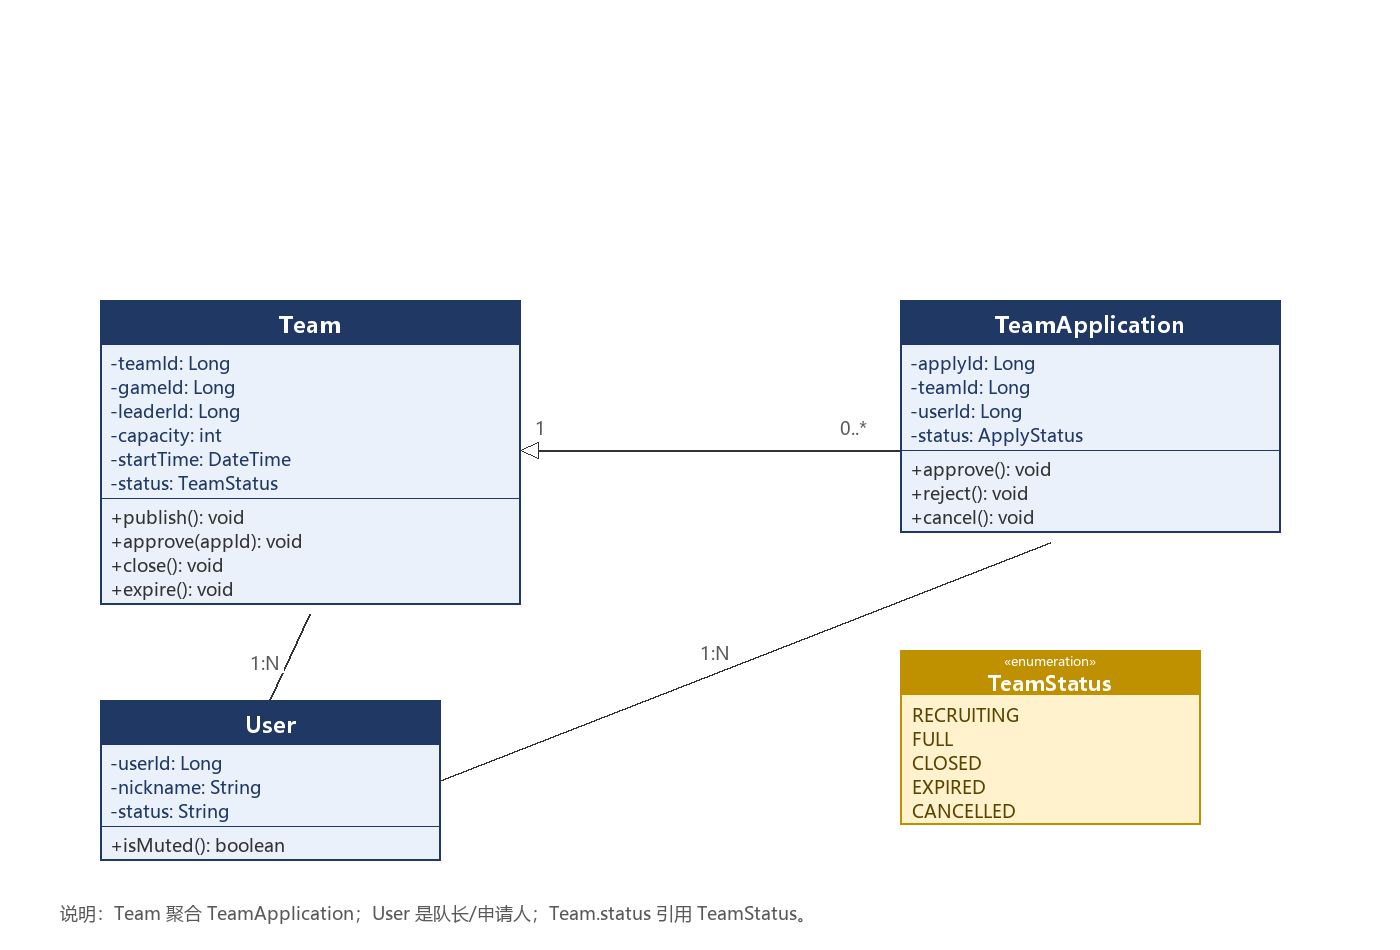 Team
-teamId: Long
-gameId: Long
-leaderId: Long
-capacity: int
-startTime: DateTime
-status: TeamStatus
+publish(): void
+approve(appId): void
+close(): void
+expire(): void
1
0..*
TeamApplication
-applyId: Long
-teamId: Long
-userId: Long
-status: ApplyStatus
+approve(): void
+reject(): void
+cancel(): void
1:N
1:N
User
-userId: Long
-nickname: String
-status: String
+isMuted(): boolean
«enumeration»
TeamStatus
RECRUITING
FULL
CLOSED
EXPIRED
CANCELLED
说明：Team 聚合 TeamApplication；User 是队长/申请人；Team.status 引用 TeamStatus。